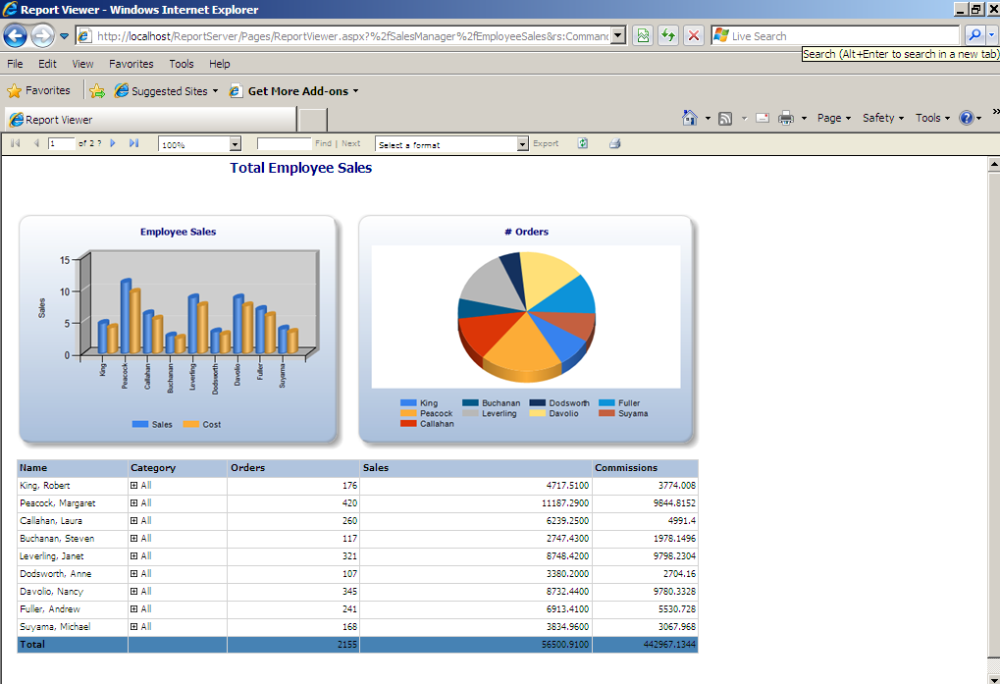 Report Viewer - Windows Internet Explorer
http://localhost/ReportServer/Pages/ReportViewer.aspx?%2fSalesManager%2fEmployeeSales&rs:Command
Live Search
Search (Alt+Enter to search in a new tab)
File Edit View Favorites Tools Help
Favorites Suggested Sites Get More Add-ons
Report Viewer Page Safety Tools
1 of 2 ? 100% Find | Next Select a format Export
Total Employee Sales
Employee Sales
15
10
5
0
Sales
King Peacock Callahan Buchanan Leverling Dodsworth Davolio Fuller Suyama
Sales Cost
# Orders
King Buchanan Dodsworth Fuller
Peacock Leverling Davolio Suyama
Callahan
Name Category Orders Sales Commissions
King, Robert All 176 4717.5100 3774.008
Peacock, Margaret All 420 11187.2900 9844.8152
Callahan, Laura All 260 6239.2500 4991.4
Buchanan, Steven All 117 2747.4300 1978.1496
Leverling, Janet All 321 8748.4200 9798.2304
Dodsworth, Anne All 107 3380.2000 2704.16
Davolio, Nancy All 345 8732.4400 9780.3328
Fuller, Andrew All 241 6913.4100 5530.728
Suyama, Michael All 168 3834.9600 3067.968
Total 2155 56500.9100 442967.1344